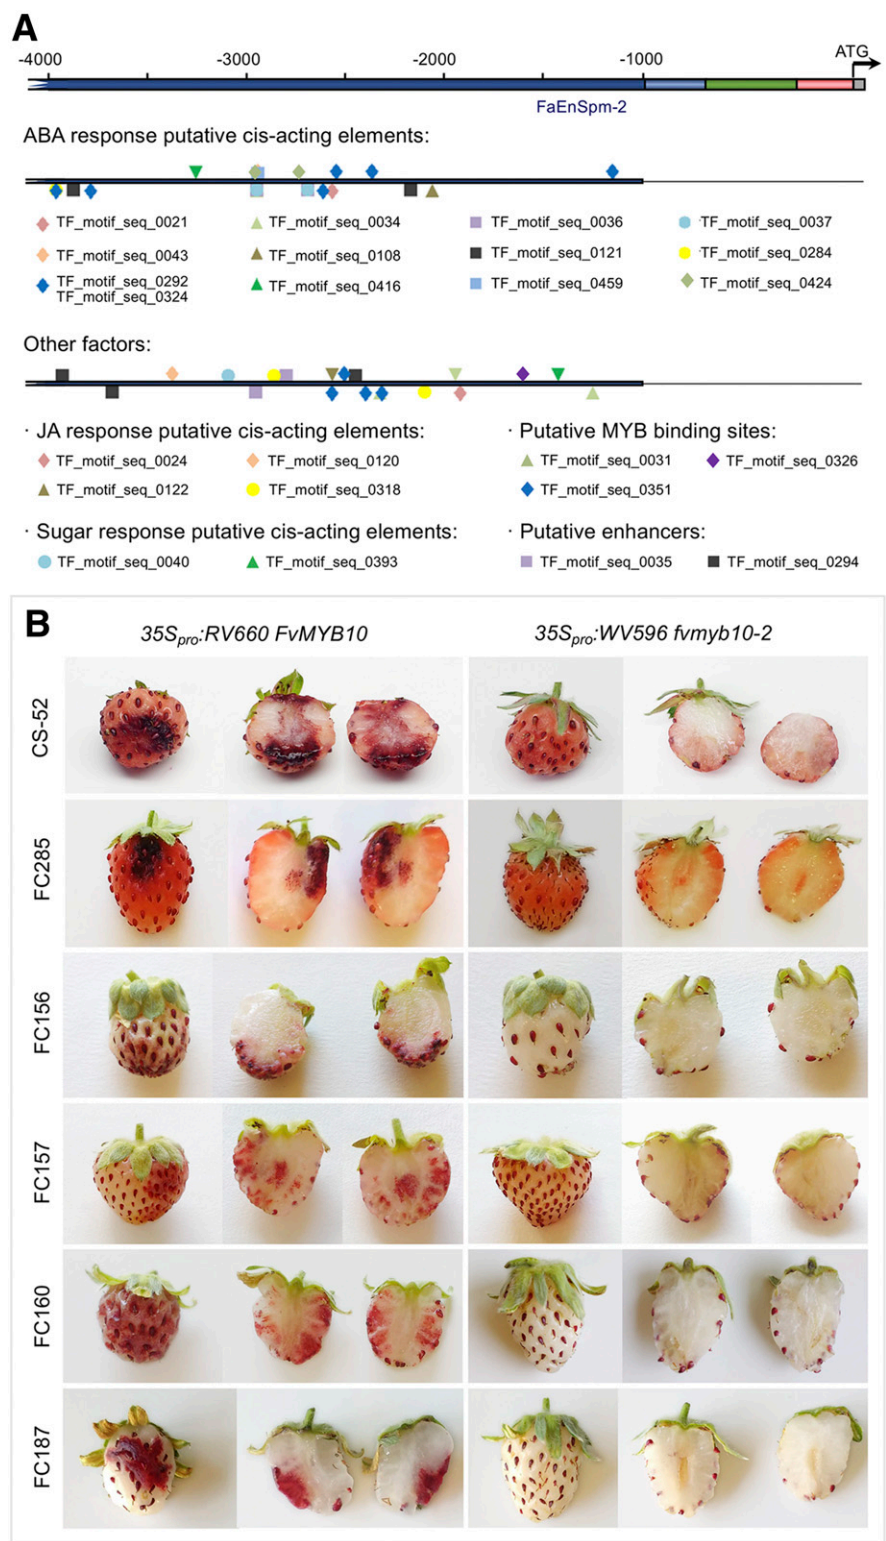 A
-4000 -3000 -2000 -1000 ATG
FaEnSpm-2
ABA response putative cis-acting elements:
TF_motif_seq_0021 TF_motif_seq_0034 TF_motif_seq_0036 TF_motif_seq_0037
TF_motif_seq_0043 TF_motif_seq_0108 TF_motif_seq_0121 TF_motif_seq_0284
TF_motif_seq_0292 TF_motif_seq_0416 TF_motif_seq_0459 TF_motif_seq_0424
TF_motif_seq_0324
Other factors:
· JA response putative cis-acting elements: · Putative MYB binding sites:
TF_motif_seq_0024 TF_motif_seq_0120 TF_motif_seq_0031 TF_motif_seq_0326
TF_motif_seq_0122 TF_motif_seq_0318 TF_motif_seq_0351
· Sugar response putative cis-acting elements: · Putative enhancers:
TF_motif_seq_0040 TF_motif_seq_0393 TF_motif_seq_0035 TF_motif_seq_0294
B
35Spro:RV660 FvMYB10 35Spro:WV596 fvmyb10-2
CS-52
FC285
FC156
FC157
FC160
FC187